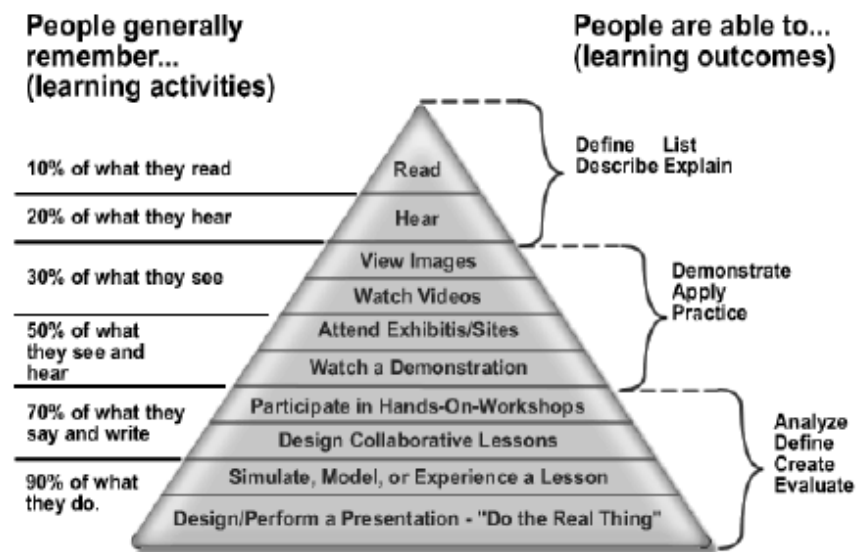 People generally
remember...
(learning activities)
People are able to...
(learning outcomes)
10% of what they read
20% of what they hear
30% of what they see
50% of what
they see and
hear
70% of what they
say and write
90% of what
they do.
Read
Hear
View Images
Watch Videos
Attend Exhibitis/Sites
Watch a Demonstration
Participate in Hands-On-Workshops
Design Collaborative Lessons
Simulate, Model, or Experience a Lesson
Design/Perform a Presentation - "Do the Real Thing"
Define List
Describe Explain
Demonstrate
Apply
Practice
Analyze
Define
Create
Evaluate